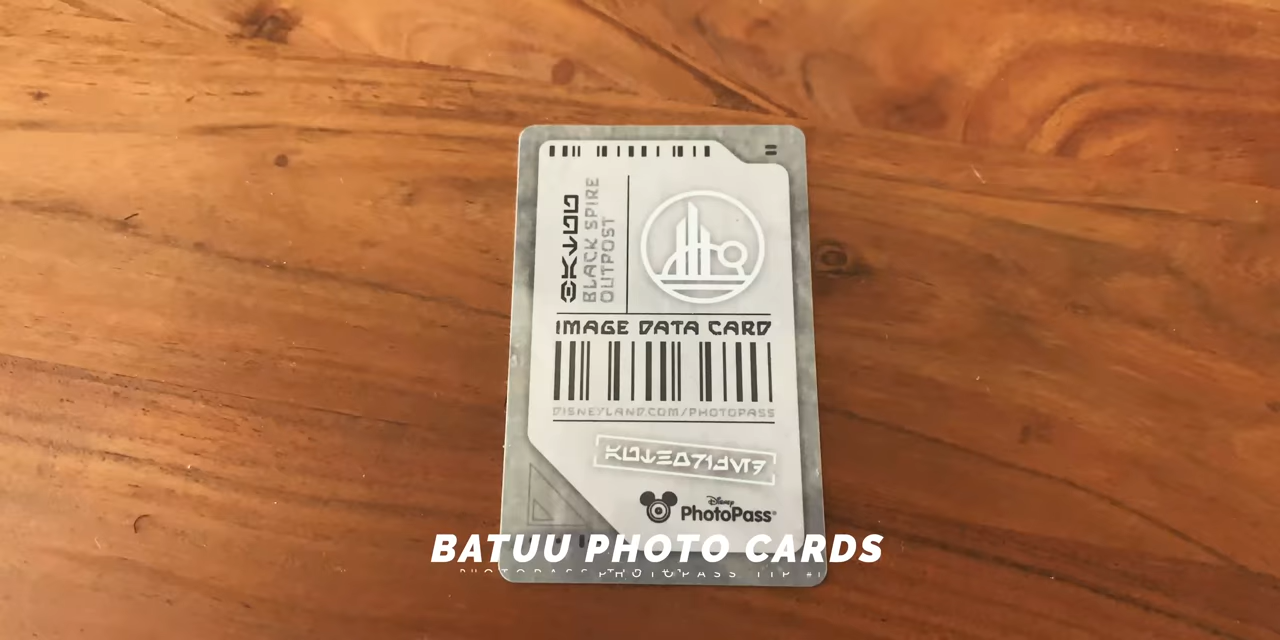 BLACK SPIRE
OUTPOST
IMAGE DATA CARD
DISNEYLAND.COM/PHOTOPASS
Disney
PhotoPass
BATUU PHOTO CARDS